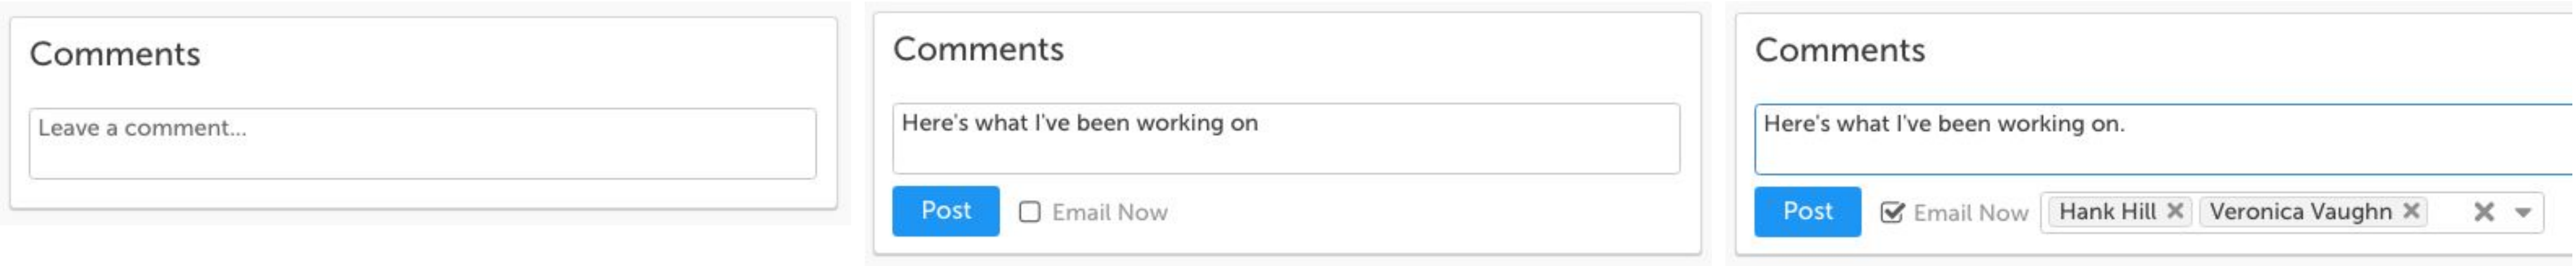 Comments
Leave a comment...
Comments
Here's what I've been working on
Post Email Now
Comments
Here's what I've been working on.
Post Email Now Hank Hill Veronica Vaughn